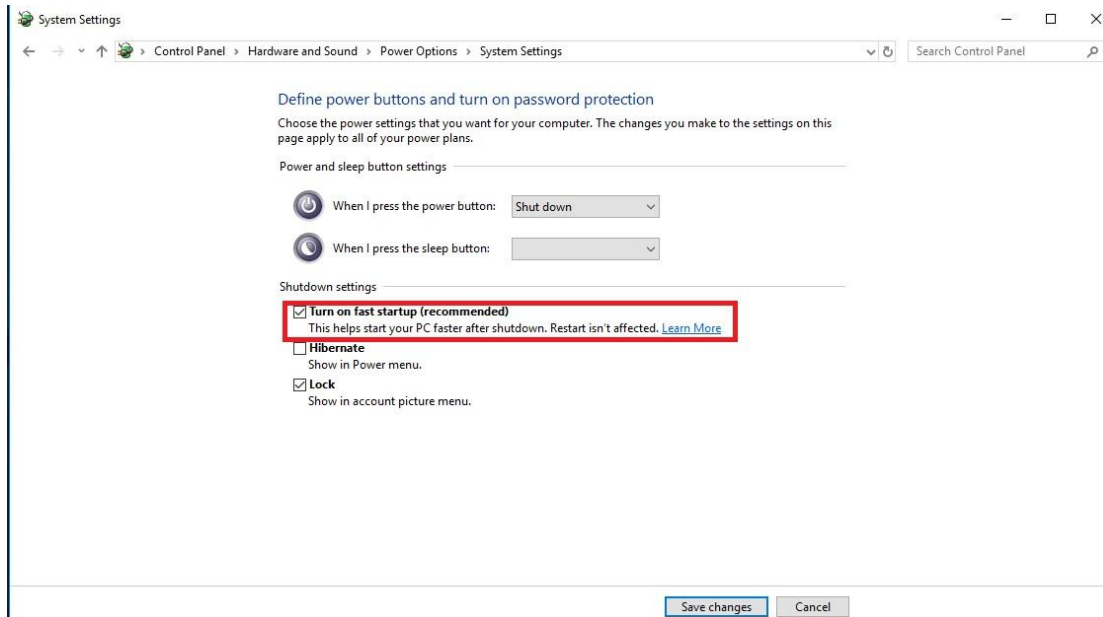 System Settings
Control Panel > Hardware and Sound > Power Options > System Settings
Search Control Panel
Define power buttons and turn on password protection
Choose the power settings that you want for your computer. The changes you make to the settings on this
page apply to all of your power plans.
Power and sleep button settings
When I press the power button: Shut down
When I press the sleep button:
Shutdown settings
Turn on fast startup (recommended)
This helps start your PC faster after shutdown. Restart isn't affected. Learn More
Hibernate
Show in Power menu.
Lock
Show in account picture menu.
Save changes Cancel